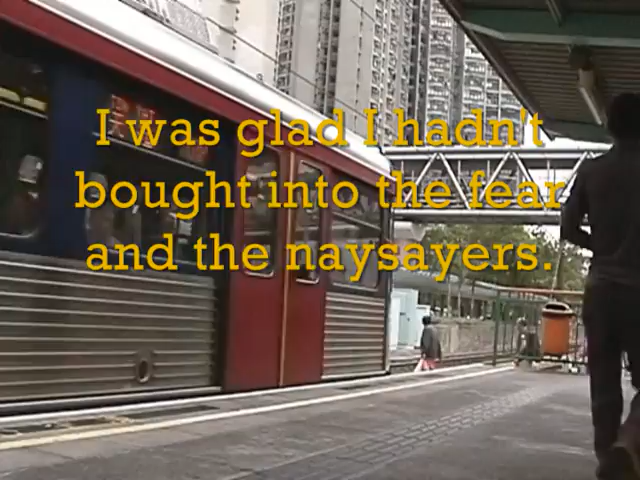 I was glad I hadn't
bought into the fear
and the naysayers.